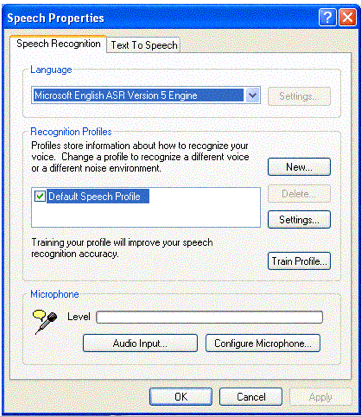 Speech Properties
Speech Recognition
Text To Speech
Language
Microsoft English ASR Version 5 Engine
Settings...
Recognition Profiles
Profiles store information about how to recognize your
voice. Change a profile to recognize a different voice
or a different noise environment.
New...
Default Speech Profile
Delete...
Settings...
Training your profile will improve your speech
recognition accuracy.
Train Profile...
Microphone
Level
Audio Input...
Configure Microphone...
OK
Cancel
Apply